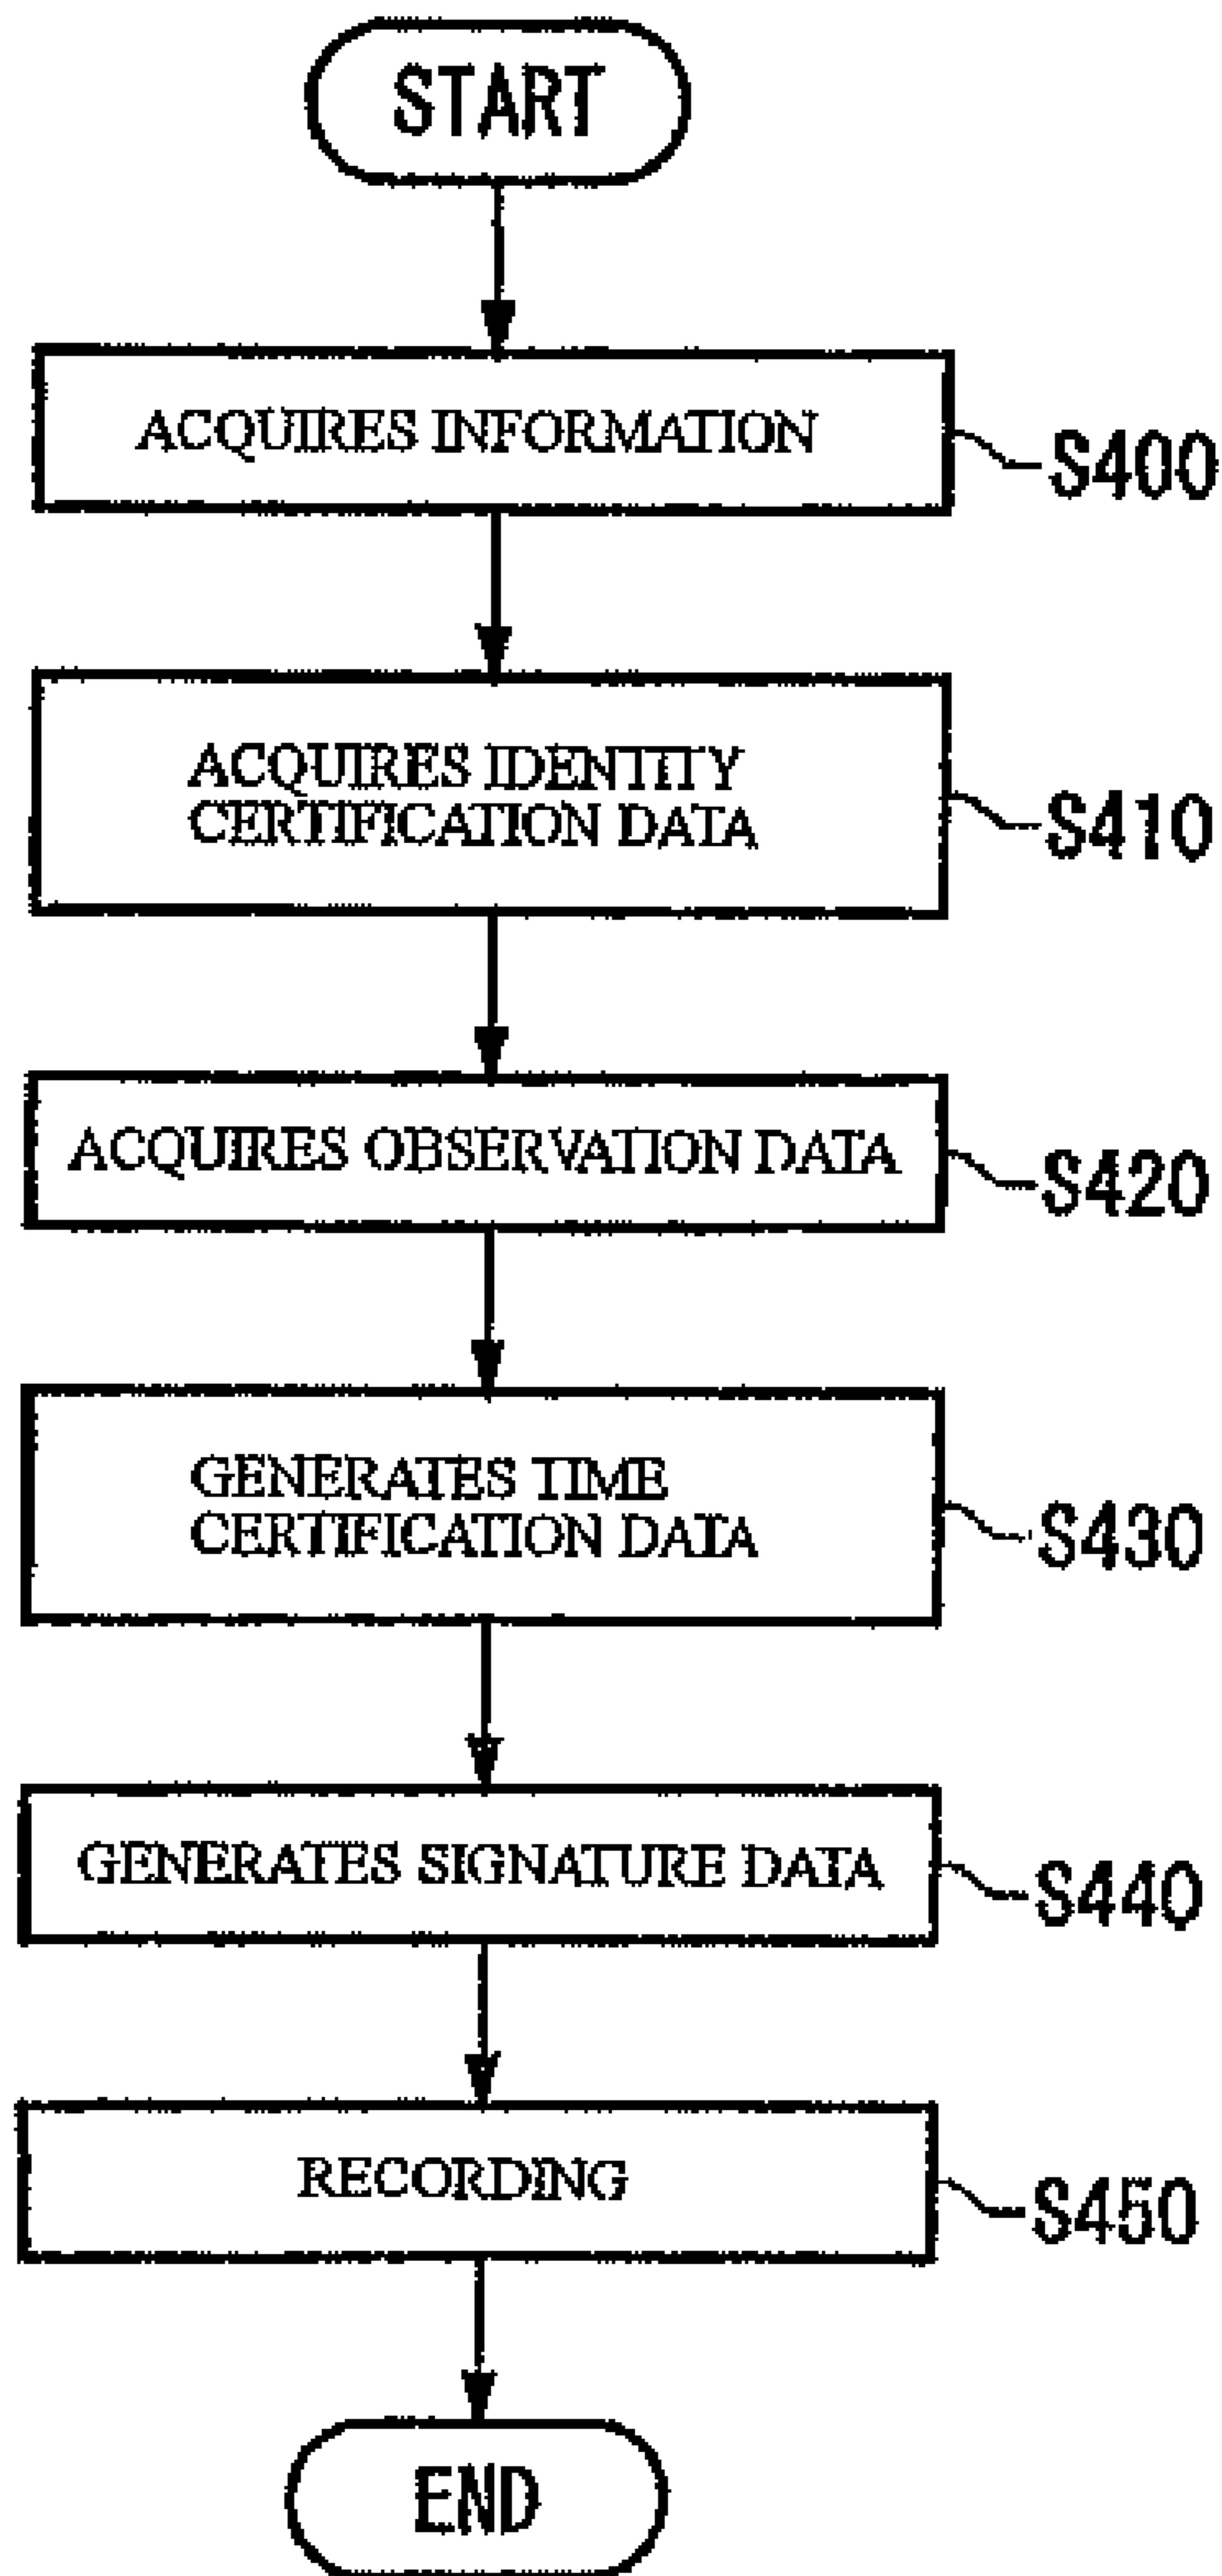 START
ACQUIRES INFORMATION
S400
ACQUIRES IDENTITY
CERTIFICATION DATA
S410
ACQUIRES OBSERVATION DATA
S420
GENERATES TIME
CERTIFICATION DATA
S430
GENERATES SIGNATURE DATA
S440
RECORDING
S450
END